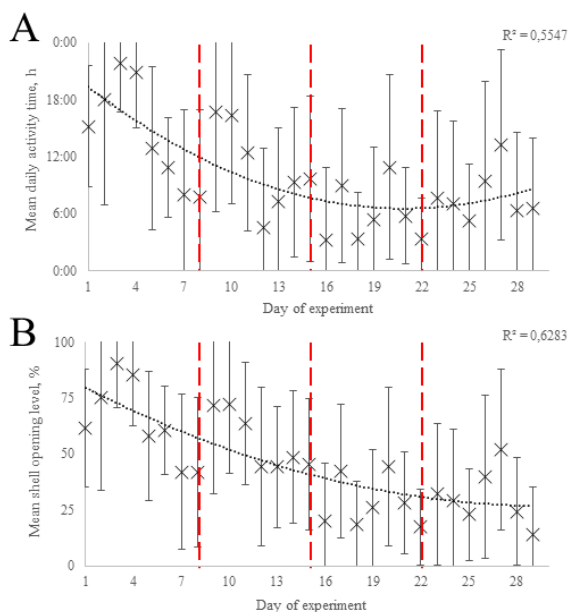 A
R² = 0,5547
Mean daily activity time, h
0:00
18:00
12:00
6:00
0:00
1 4 7 10 13 16 19 22 25 28
Day of experiment
B
R² = 0,6283
Mean shell opening level, %
100
75
50
25
0
1 4 7 10 13 16 19 22 25 28
Day of experiment